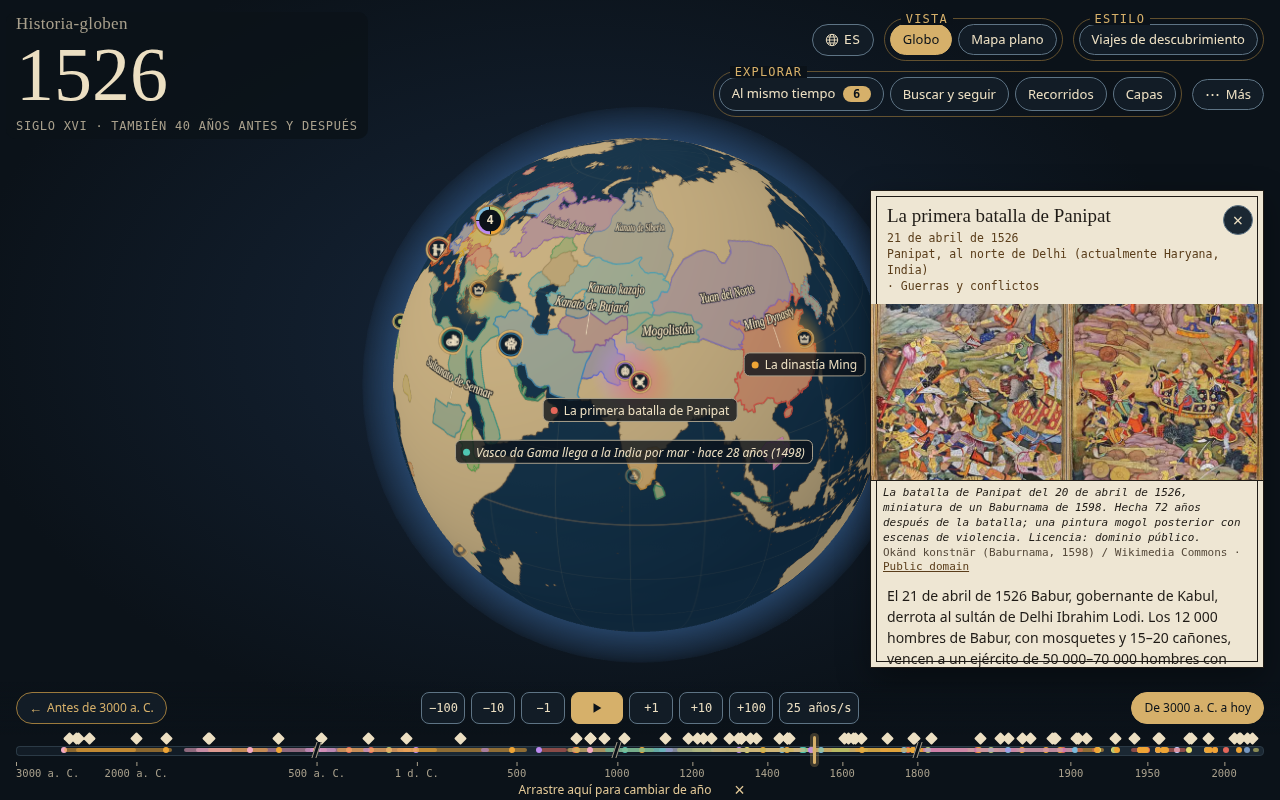 Historia-globen
1526
SIGLO XVI · TAMBIÉN 40 AÑOS ANTES Y DESPUÉS
ES
VISTA
Globo
Mapa plano
ESTILO
Viajes de descubrimiento
EXPLORAR
Al mismo tiempo 6
Buscar y seguir
Recorridos
Capas
··· Más
4
Kanato de Siberia
Kanato kazajo
Kanato de Bujará
Yuan del Norte
Mogolistán
Ming Dynasty
Sultanato de Sennar
La dinastía Ming
La primera batalla de Panipat
Vasco da Gama llega a la India por mar · hace 28 años (1498)
La primera batalla de Panipat
×
21 de abril de 1526
Panipat, al norte de Delhi (actualmente Haryana,
India)
· Guerras y conflictos
La batalla de Panipat del 20 de abril de 1526,
miniatura de un Baburnama de 1598. Hecha 72 años
después de la batalla; una pintura mogol posterior con
escenas de violencia. Licencia: dominio público.
Okänd konstnär (Baburnama, 1598) / Wikimedia Commons ·
Public domain
El 21 de abril de 1526 Babur, gobernante de Kabul,
derrota al sultán de Delhi Ibrahim Lodi. Los 12 000
hombres de Babur, con mosquetes y 15–20 cañones,
vencen a un ejército de 50 000–70 000 hombres con
← Antes de 3000 a. C.
−100
−10
−1
+1
+10
+100
25 años/s
De 3000 a. C. a hoy
3000 a. C.
2000 a. C.
500 a. C.
1 d. C.
500
1000
1200
1400
1600
1800
1900
1950
2000
Arrastre aquí para cambiar de año ×